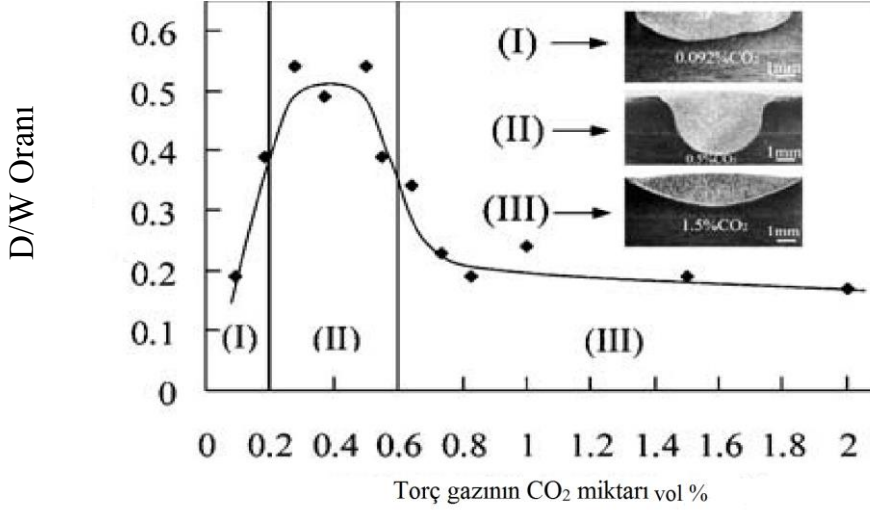 D/W Oranı
0.6
0.5
0.4
0.3
0.2
0.1
0
(I)
0.092%CO₂
1mm
(II)
0.5%CO₂
1mm
(III)
1.5%CO₂
1mm
(I) (II) (III)
0 0.2 0.4 0.6 0.8 1 1.2 1.4 1.6 1.8 2
Torç gazının CO₂ miktarı vol %